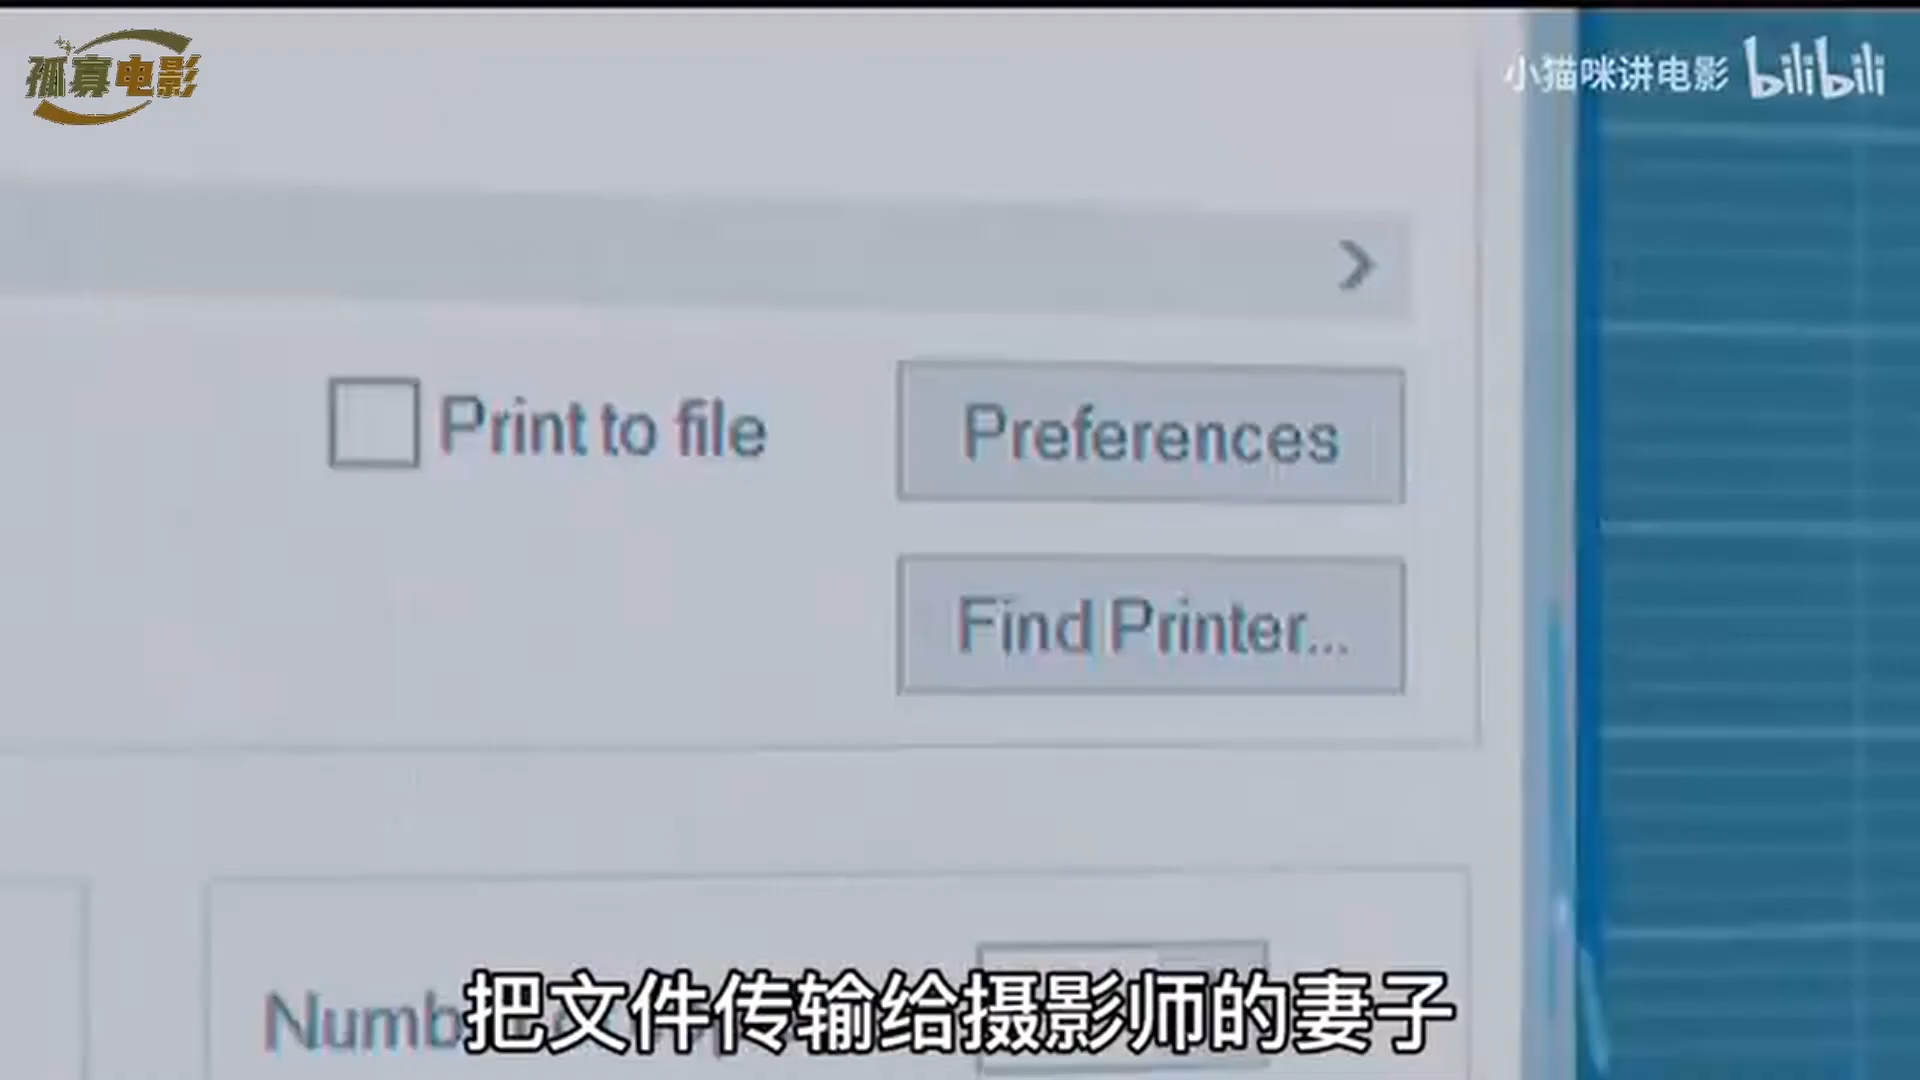 孤寡电影
小猫咪讲电影 bilibili
Print to file
Preferences
Find Printer...
把文件传输给摄影师的妻子